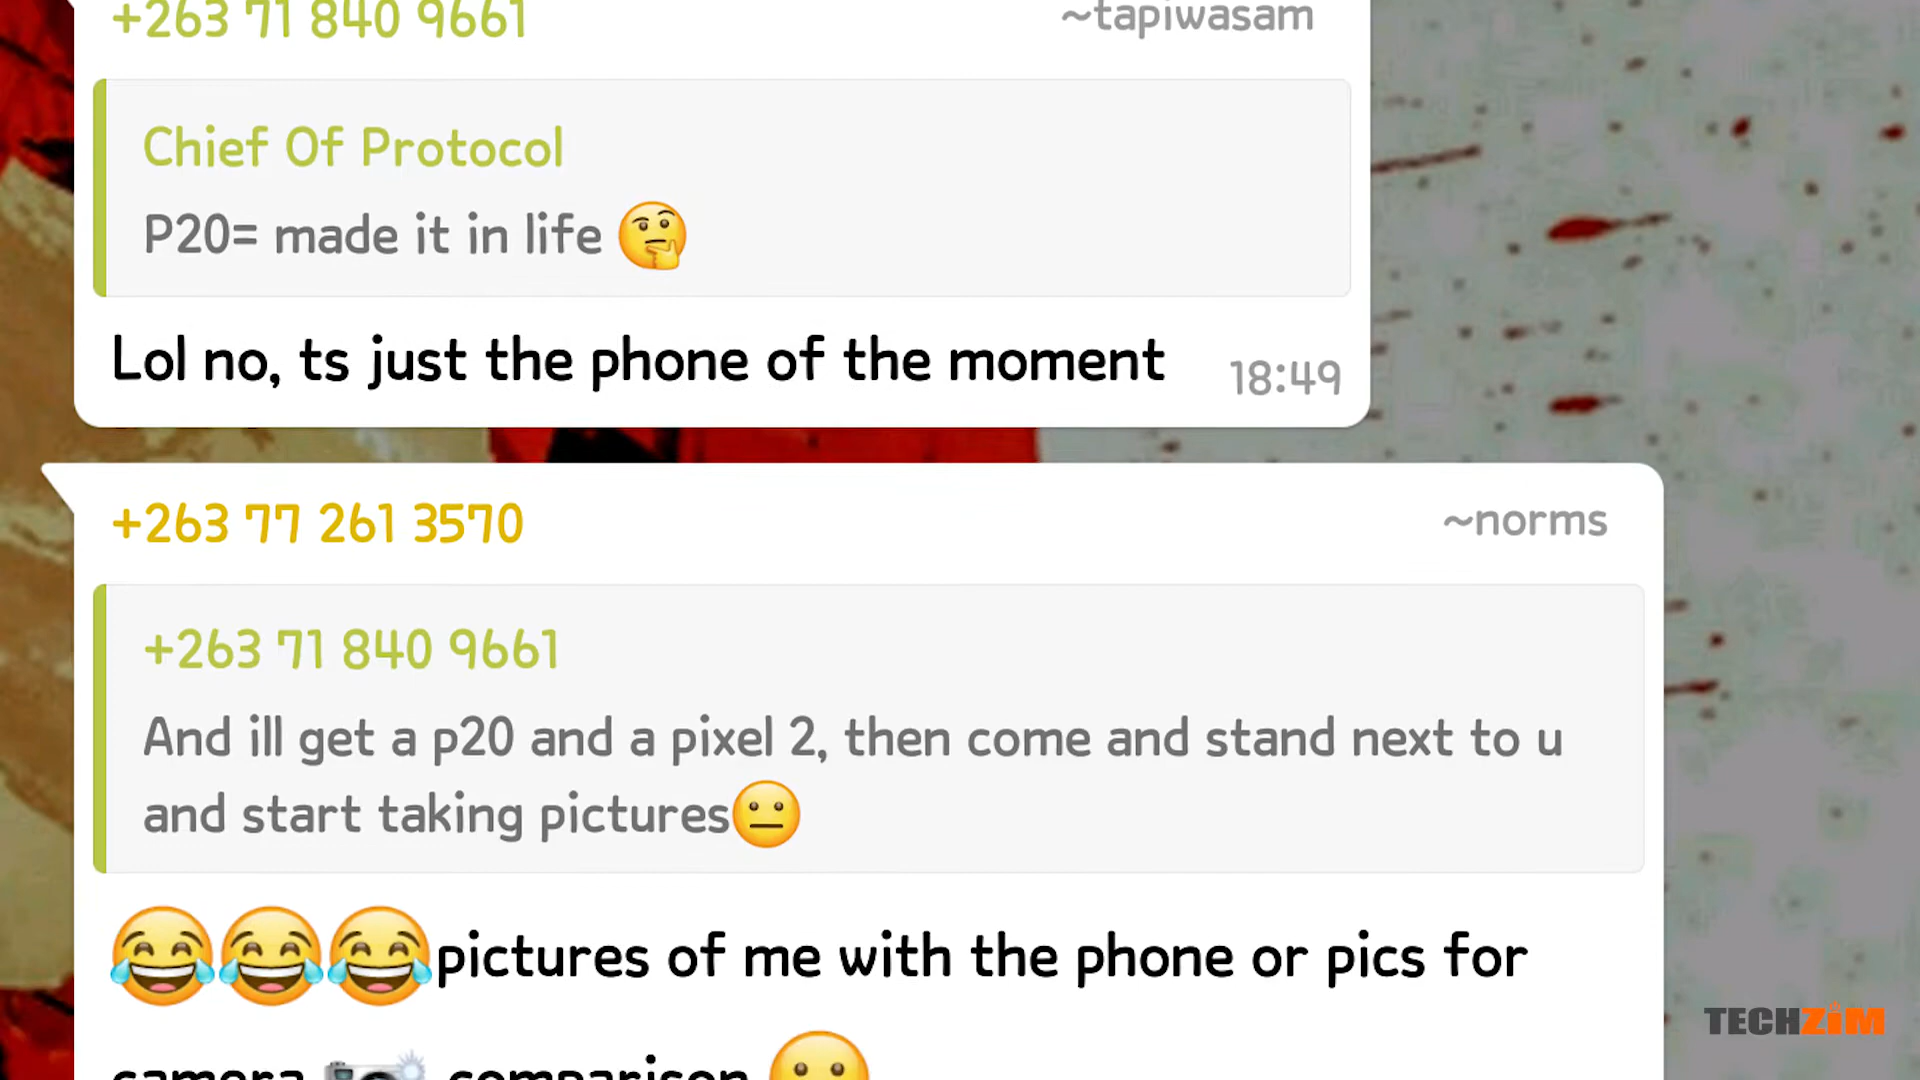 +263 71 840 9661 ~tapiwasam
Chief Of Protocol
P20= made it in life 🤔
Lol no, ts just the phone of the moment 18:49
+263 77 261 3570 ~norms
+263 71 840 9661
And ill get a p20 and a pixel 2, then come and stand next to u
and start taking pictures😐
😂😂😂pictures of me with the phone or pics for
camera 📸 comparison
TECHZIM